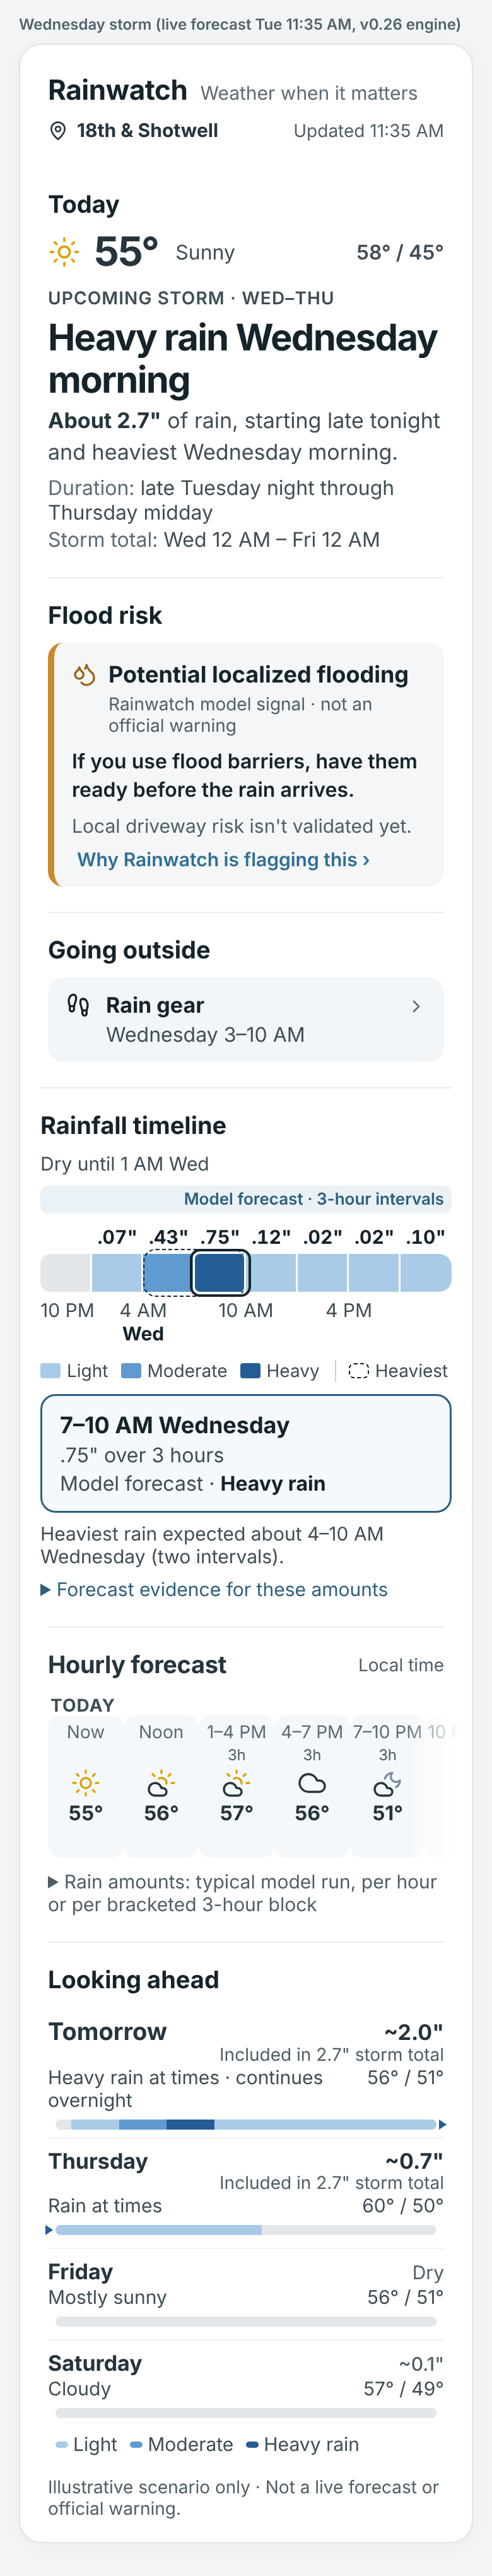 Wednesday storm (live forecast Tue 11:35 AM, v0.26 engine)
Rainwatch Weather when it matters
18th & Shotwell Updated 11:35 AM
Today
55° Sunny 58° / 45°
UPCOMING STORM · WED–THU
Heavy rain Wednesday
morning
About 2.7" of rain, starting late tonight
and heaviest Wednesday morning.
Duration: late Tuesday night through
Thursday midday
Storm total: Wed 12 AM – Fri 12 AM
Flood risk
Potential localized flooding
Rainwatch model signal · not an
official warning
If you use flood barriers, have them
ready before the rain arrives.
Local driveway risk isn't validated yet.
Why Rainwatch is flagging this ›
Going outside
Rain gear
Wednesday 3–10 AM
Rainfall timeline
Dry until 1 AM Wed
Model forecast · 3-hour intervals
.07" .43" .75" .12" .02" .02" .10"
10 PM 4 AM 10 AM 4 PM
Wed
Light Moderate Heavy Heaviest
7–10 AM Wednesday
.75" over 3 hours
Model forecast · Heavy rain
Heaviest rain expected about 4–10 AM
Wednesday (two intervals).
Forecast evidence for these amounts
Hourly forecast Local time
TODAY
Now Noon 1–4 PM 4–7 PM 7–10 PM 10
3h 3h 3h
55° 56° 57° 56° 51°
Rain amounts: typical model run, per hour
or per bracketed 3-hour block
Looking ahead
Tomorrow ~2.0"
Included in 2.7" storm total
Heavy rain at times · continues 56° / 51°
overnight
Thursday ~0.7"
Included in 2.7" storm total
Rain at times 60° / 50°
Friday Dry
Mostly sunny 56° / 51°
Saturday ~0.1"
Cloudy 57° / 49°
Light Moderate Heavy rain
Illustrative scenario only · Not a live forecast or
official warning.